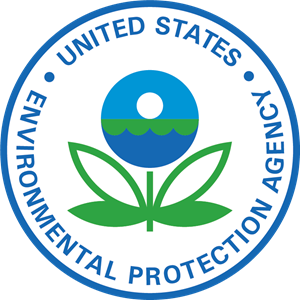 UNITED STATES
ENVIRONMENTAL PROTECTION AGENCY